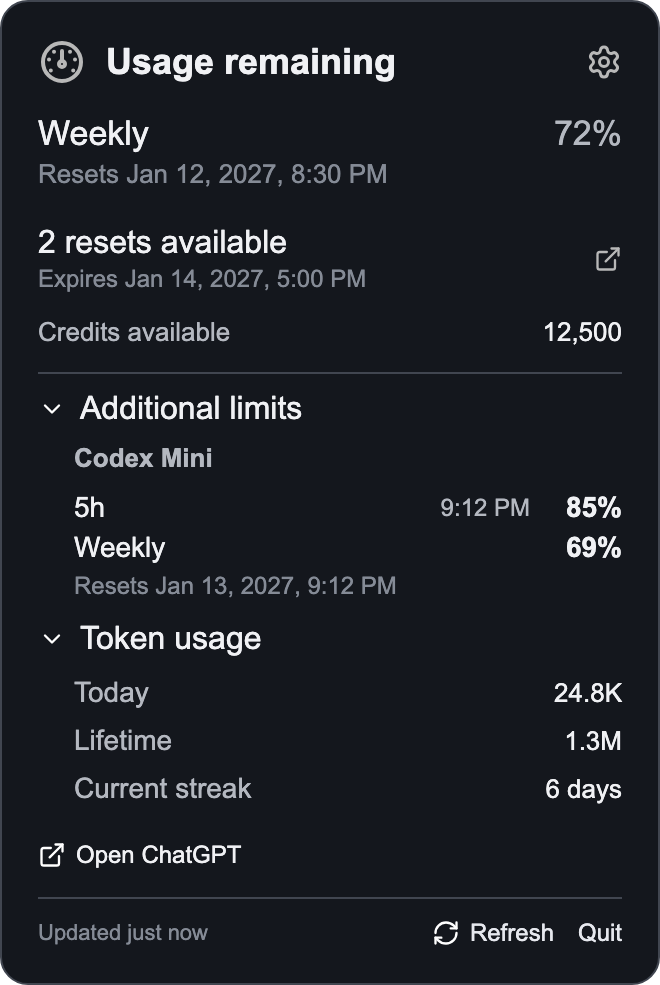 Usage remaining
Weekly 72%
Resets Jan 12, 2027, 8:30 PM
2 resets available
Expires Jan 14, 2027, 5:00 PM
Credits available 12,500
Additional limits
Codex Mini
5h 9:12 PM 85%
Weekly 69%
Resets Jan 13, 2027, 9:12 PM
Token usage
Today 24.8K
Lifetime 1.3M
Current streak 6 days
Open ChatGPT
Updated just now Refresh Quit